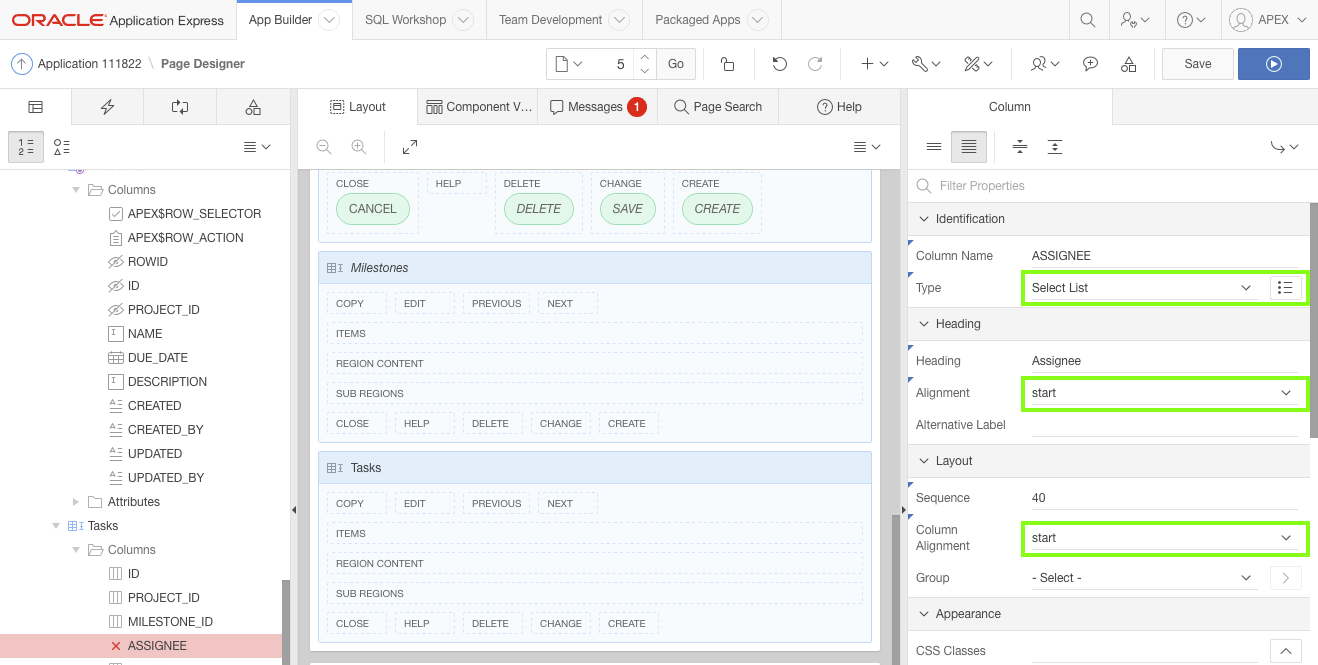 ORACLE Application Express App Builder SQL Workshop Team Development Packaged Apps APEX
Application 111822 \ Page Designer 5 Go Save
Layout Component V... Messages 1 Page Search Help Column
Columns
APEX$ROW_SELECTOR
APEX$ROW_ACTION
ROWID
ID
PROJECT_ID
NAME
DUE_DATE
DESCRIPTION
CREATED
CREATED_BY
UPDATED
UPDATED_BY
Attributes
Tasks
Columns
ID
PROJECT_ID
MILESTONE_ID
ASSIGNEE
CLOSE HELP DELETE CHANGE CREATE
CANCEL DELETE SAVE CREATE
Milestones
COPY EDIT PREVIOUS NEXT
ITEMS
REGION CONTENT
SUB REGIONS
CLOSE HELP DELETE CHANGE CREATE
Tasks
COPY EDIT PREVIOUS NEXT
ITEMS
REGION CONTENT
SUB REGIONS
CLOSE HELP DELETE CHANGE CREATE
Filter Properties
Identification
Column Name ASSIGNEE
Type Select List
Heading
Heading Assignee
Alignment start
Alternative Label
Layout
Sequence 40
Column
Alignment start
Group - Select -
Appearance
CSS Classes